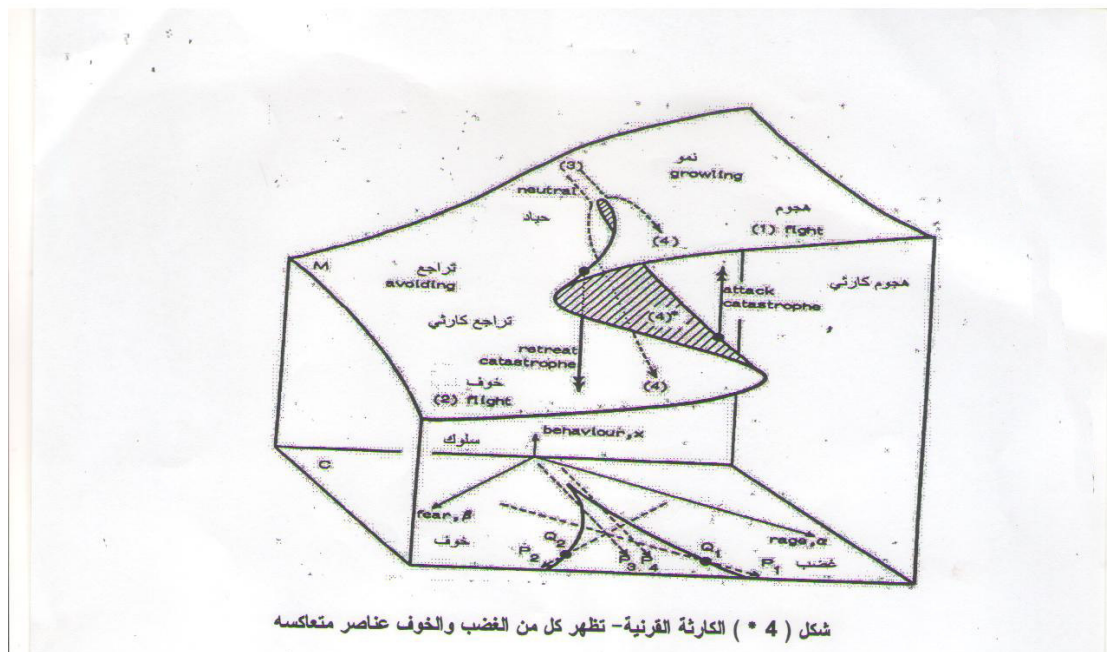 (3)
neutral
حياد
نمو
growling
هجوم
(1) fight
(4)
M
تراجع
avoiding
هجوم كارثي
attack
catastrophe
تراجع كارثي
(4)*
retreat
catastrophe
(4)
خوف
(2) flight
behaviour,x
سلوك
C
fear,β
خوف
rage,α
غضب
Q₂
Q₁
P₂
P₃
P₄
P₁
شكل ( 4 * ) الكارثة القرنية- تظهر كل من الغضب والخوف عناصر متعاكسه